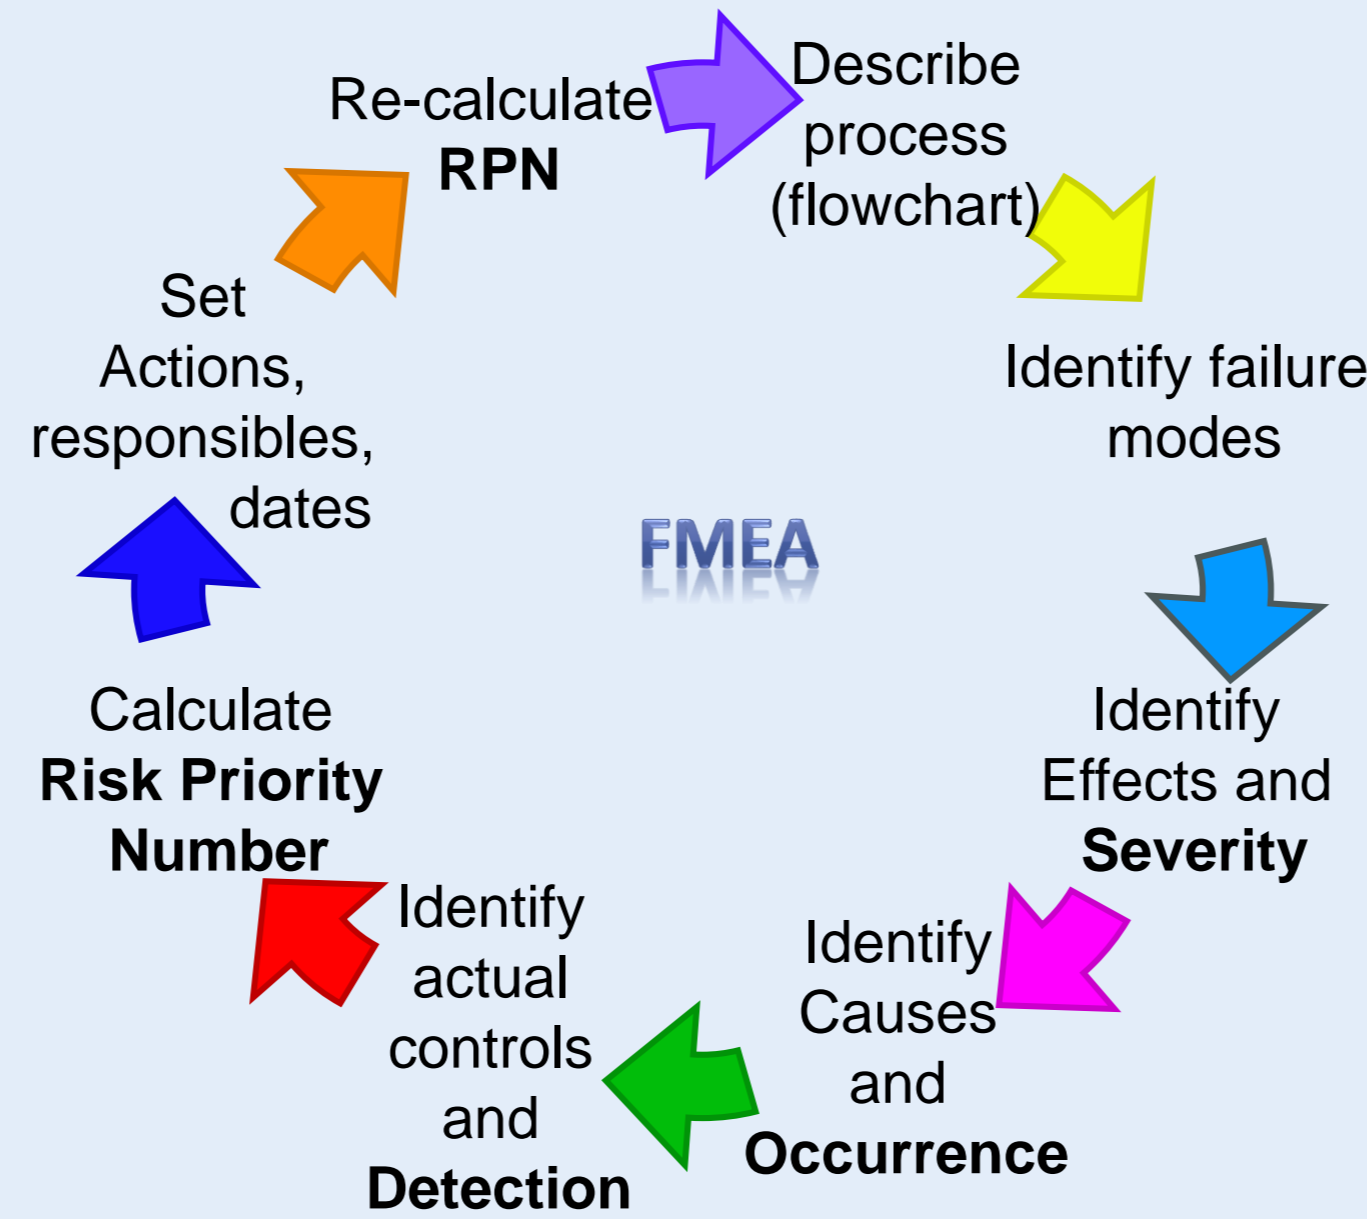 Describe
process
(flowchart)
Identify failure
modes
Identify
Effects and
Severity
Identify
Causes
and
Occurrence
Identify
actual
controls
and
Detection
Calculate
Risk Priority
Number
Set
Actions,
responsibles,
dates
Re-calculate
RPN
FMEA